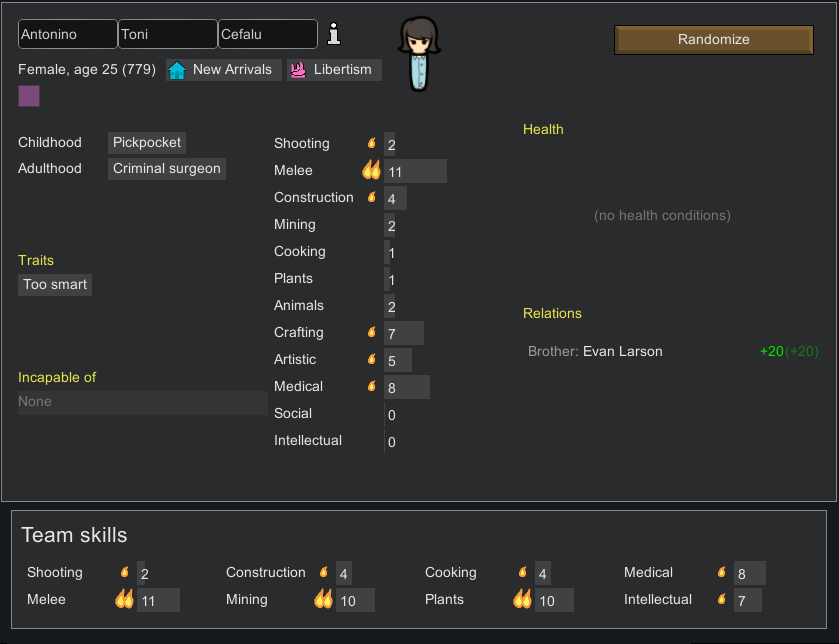 Antonino Toni Cefalu
Randomize
Female, age 25 (779) New Arrivals Libertism
Childhood Pickpocket
Adulthood Criminal surgeon
Traits
Too smart
Incapable of
None
Shooting 2
Melee 11
Construction 4
Mining 2
Cooking 1
Plants 1
Animals 2
Crafting 7
Artistic 5
Medical 8
Social 0
Intellectual 0
Health
(no health conditions)
Relations
Brother: Evan Larson +20(+20)
Team skills
Shooting 2 Construction 4 Cooking 4 Medical 8
Melee 11 Mining 10 Plants 10 Intellectual 7